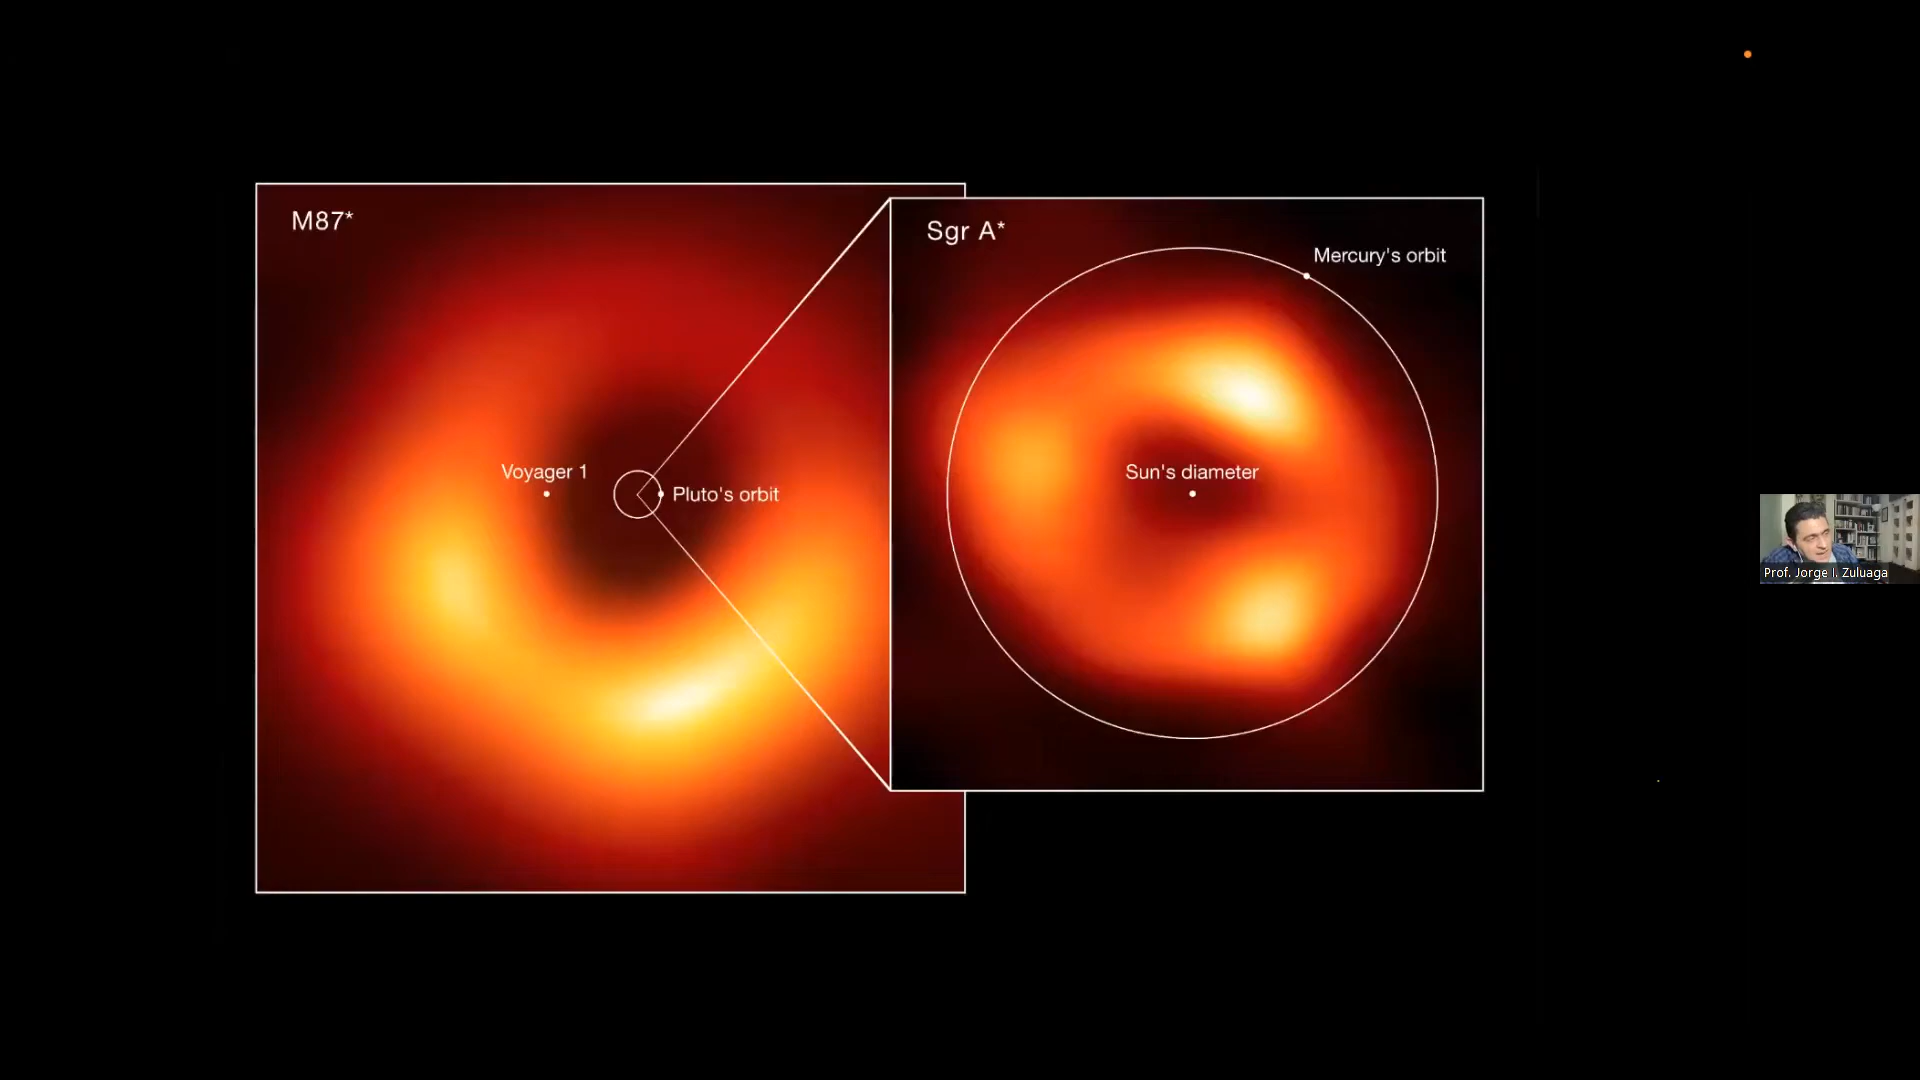 M87*
Sgr A*
Mercury's orbit
Voyager 1
Pluto's orbit
Sun's diameter
Prof. Jorge I. Zuluaga